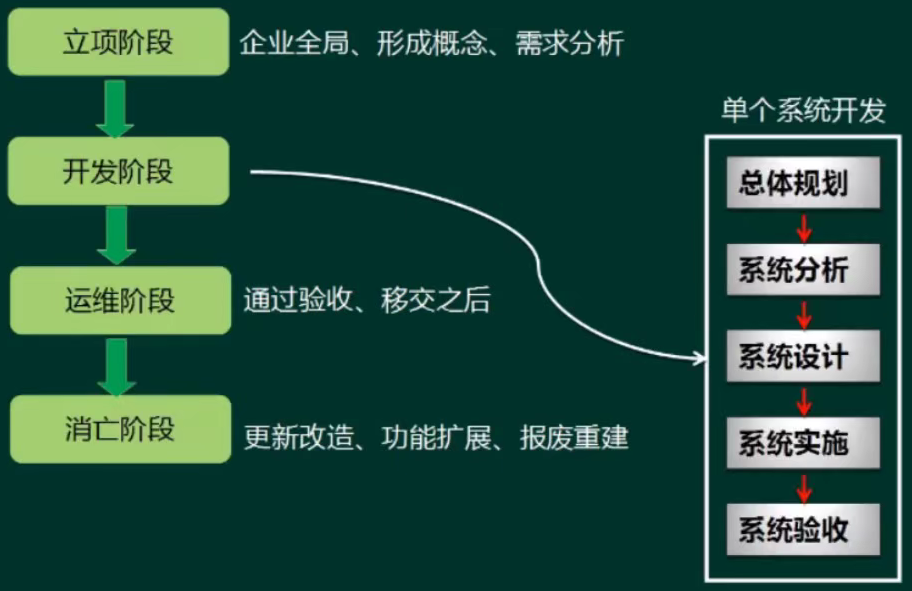 立项阶段
企业全局、形成概念、需求分析
开发阶段
运维阶段
通过验收、移交之后
消亡阶段
更新改造、功能扩展、报废重建
单个系统开发
总体规划
系统分析
系统设计
系统实施
系统验收